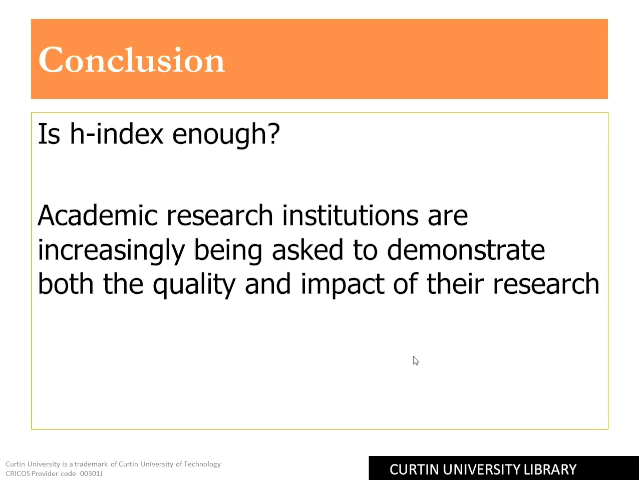 Conclusion
Is h-index enough?
Academic research institutions are
increasingly being asked to demonstrate
both the quality and impact of their research
Curtin University is a trademark of Curtin University of Technology
CRICOS Provider code 00301J
CURTIN UNIVERSITY LIBRARY